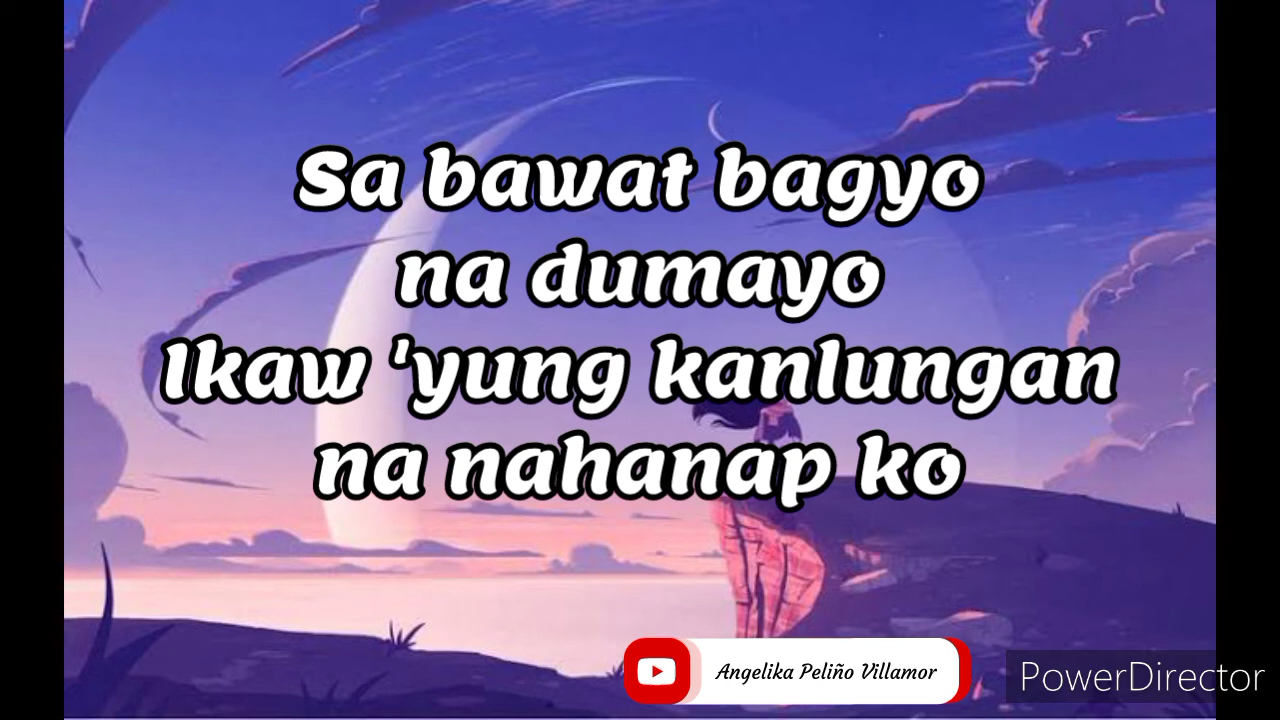 Sa bawat bagyo
na dumayo
Ikaw 'yung kanlungan
na nahanap ko
Angelika Peliño Villamor
PowerDirector